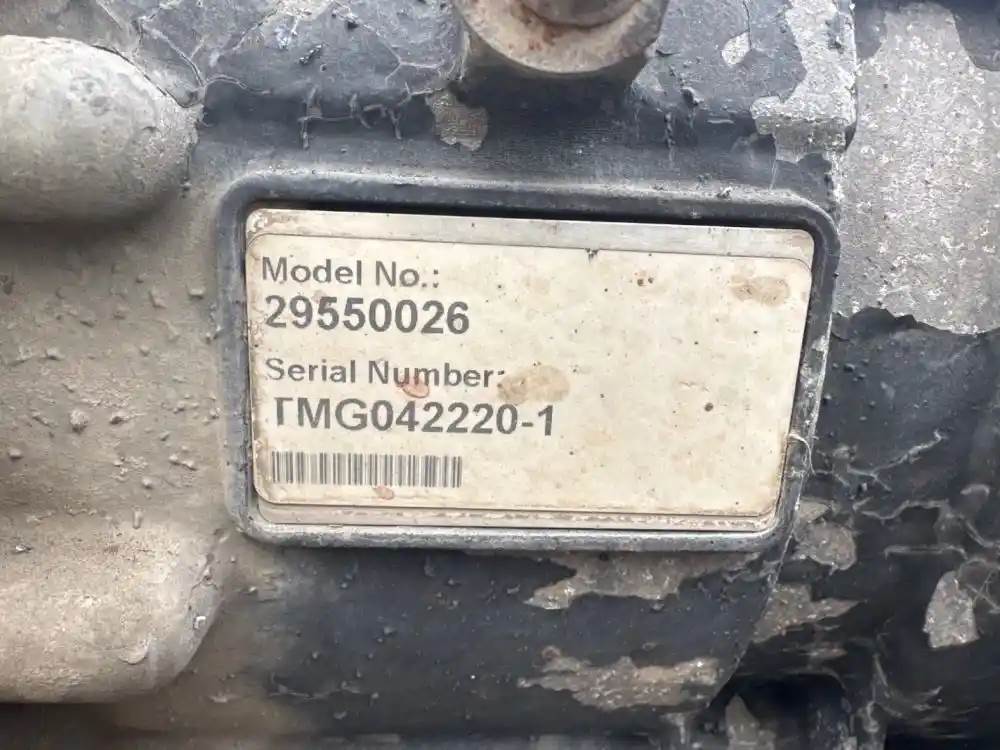 Model No.:
29550026
Serial Number:
TMG042220-1